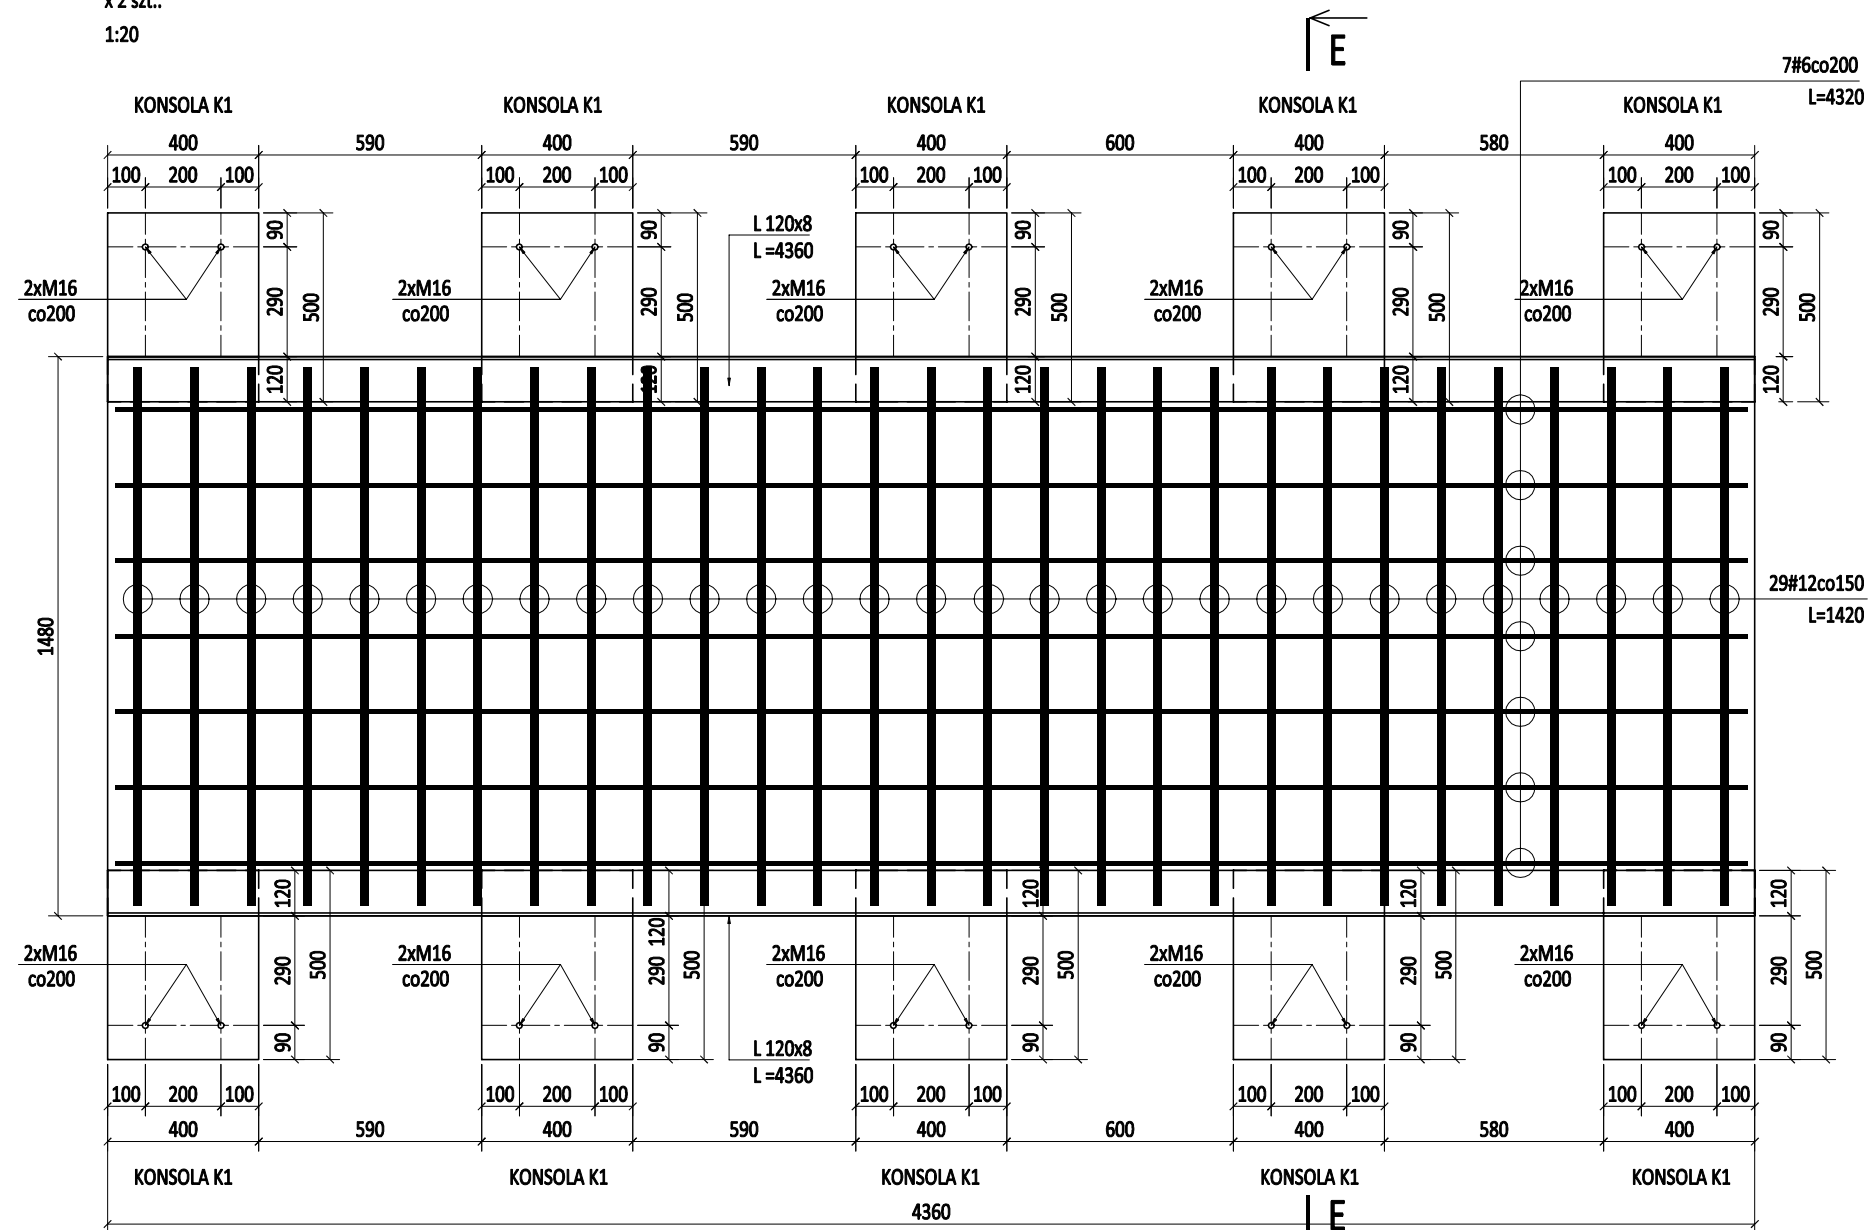 x 2 szt..
1:20
E
7#6co200
L=4320
KONSOLA K1 KONSOLA K1 KONSOLA K1 KONSOLA K1 KONSOLA K1
400 590 400 590 400 600 400 580 400
100 200 100 100 200 100 100 200 100 100 200 100 100 200 100
L 120x8
L =4360
90 90 90 90 90
2xM16 2xM16 2xM16 2xM16 2xM16
co200 co200 co200 co200 co200
290 500 290 500 290 500 290 500 290 500
120 120 120 120 120
29#12co150
L=1420
1480
120 120 120 120 120
120
2xM16 2xM16 2xM16 2xM16 2xM16
co200 co200 co200 co200 co200
290 500 290 500 290 500 290 500 290 500
90 90 90 90 90
L 120x8
L =4360
100 200 100 100 200 100 100 200 100 100 200 100 100 200 100
400 590 400 590 400 600 400 580 400
KONSOLA K1 KONSOLA K1 KONSOLA K1 KONSOLA K1 KONSOLA K1
4360
E